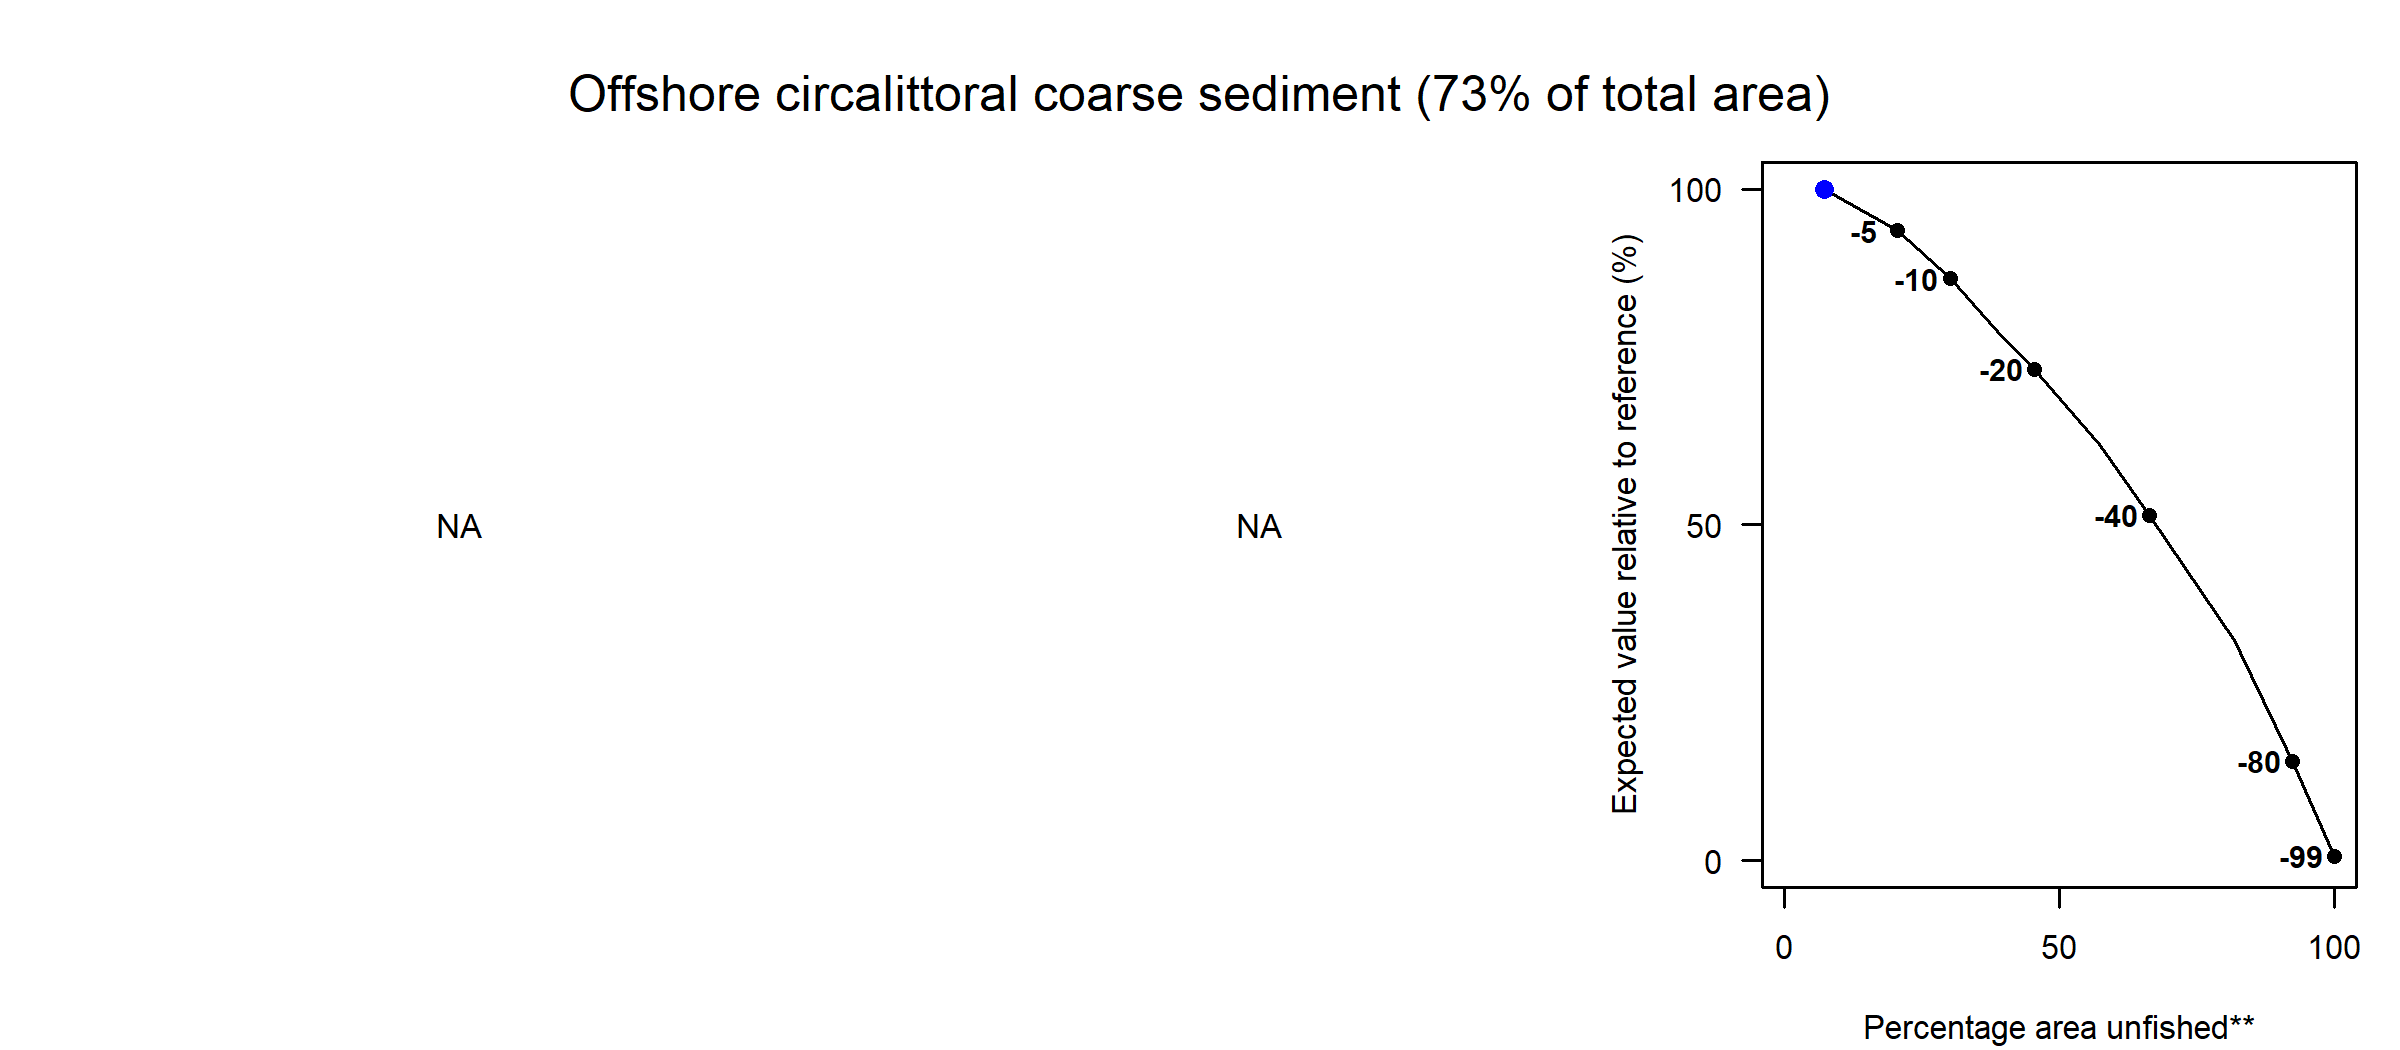 Offshore circalittoral coarse sediment (73% of total area)
NA
NA
Expected value relative to reference (%)
100
50
0
-5
-10
-20
-40
-80
-99
0
50
100
Percentage area unfished**